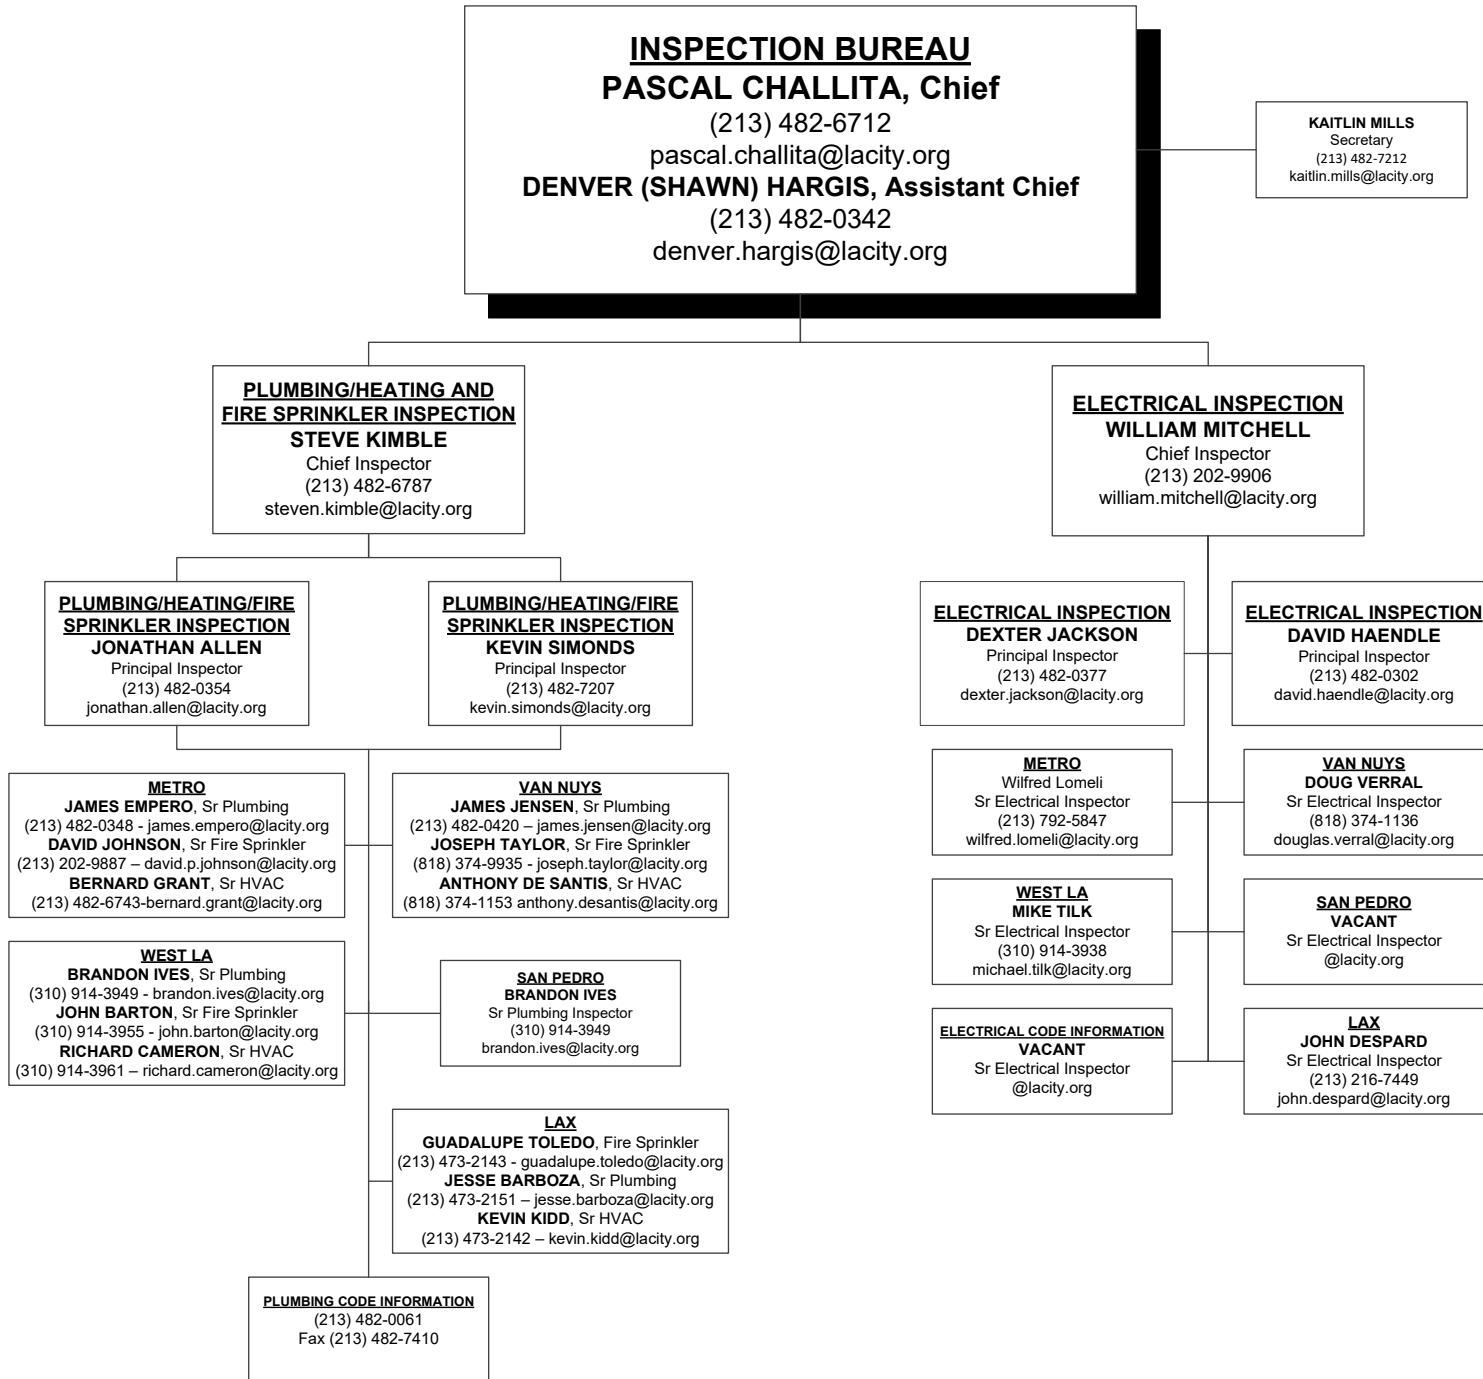 INSPECTION BUREAU
PASCAL CHALLITA, Chief
(213) 482-6712
pascal.challita@lacity.org
DENVER (SHAWN) HARGIS, Assistant Chief
(213) 482-0342
denver.hargis@lacity.org
KAITLIN MILLS
Secretary
(213) 482-7212
kaitlin.mills@lacity.org
PLUMBING/HEATING AND
FIRE SPRINKLER INSPECTION
STEVE KIMBLE
Chief Inspector
(213) 482-6787
steven.kimble@lacity.org
ELECTRICAL INSPECTION
WILLIAM MITCHELL
Chief Inspector
(213) 202-9906
william.mitchell@lacity.org
PLUMBING/HEATING/FIRE
SPRINKLER INSPECTION
JONATHAN ALLEN
Principal Inspector
(213) 482-0354
jonathan.allen@lacity.org
PLUMBING/HEATING/FIRE
SPRINKLER INSPECTION
KEVIN SIMONDS
Principal Inspector
(213) 482-7207
kevin.simonds@lacity.org
ELECTRICAL INSPECTION
DEXTER JACKSON
Principal Inspector
(213) 482-0377
dexter.jackson@lacity.org
ELECTRICAL INSPECTION
DAVID HAENDLE
Principal Inspector
(213) 482-0302
david.haendle@lacity.org
METRO
JAMES EMPERO, Sr Plumbing
(213) 482-0348 - james.empero@lacity.org
DAVID JOHNSON, Sr Fire Sprinkler
(213) 202-9887 – david.p.johnson@lacity.org
BERNARD GRANT, Sr HVAC
(213) 482-6743-bernard.grant@lacity.org
VAN NUYS
JAMES JENSEN, Sr Plumbing
(213) 482-0420 – james.jensen@lacity.org
JOSEPH TAYLOR, Sr Fire Sprinkler
(818) 374-9935 - joseph.taylor@lacity.org
ANTHONY DE SANTIS, Sr HVAC
(818) 374-1153 anthony.desantis@lacity.org
METRO
Wilfred Lomeli
Sr Electrical Inspector
(213) 792-5847
wilfred.lomeli@lacity.org
VAN NUYS
DOUG VERRAL
Sr Electrical Inspector
(818) 374-1136
douglas.verral@lacity.org
WEST LA
BRANDON IVES, Sr Plumbing
(310) 914-3949 - brandon.ives@lacity.org
JOHN BARTON, Sr Fire Sprinkler
(310) 914-3955 - john.barton@lacity.org
RICHARD CAMERON, Sr HVAC
(310) 914-3961 – richard.cameron@lacity.org
SAN PEDRO
BRANDON IVES
Sr Plumbing Inspector
(310) 914-3949
brandon.ives@lacity.org
WEST LA
MIKE TILK
Sr Electrical Inspector
(310) 914-3938
michael.tilk@lacity.org
SAN PEDRO
VACANT
Sr Electrical Inspector
@lacity.org
ELECTRICAL CODE INFORMATION
VACANT
Sr Electrical Inspector
@lacity.org
LAX
JOHN DESPARD
Sr Electrical Inspector
(213) 216-7449
john.despard@lacity.org
LAX
GUADALUPE TOLEDO, Fire Sprinkler
(213) 473-2143 - guadalupe.toledo@lacity.org
JESSE BARBOZA, Sr Plumbing
(213) 473-2151 – jesse.barboza@lacity.org
KEVIN KIDD, Sr HVAC
(213) 473-2142 – kevin.kidd@lacity.org
PLUMBING CODE INFORMATION
(213) 482-0061
Fax (213) 482-7410